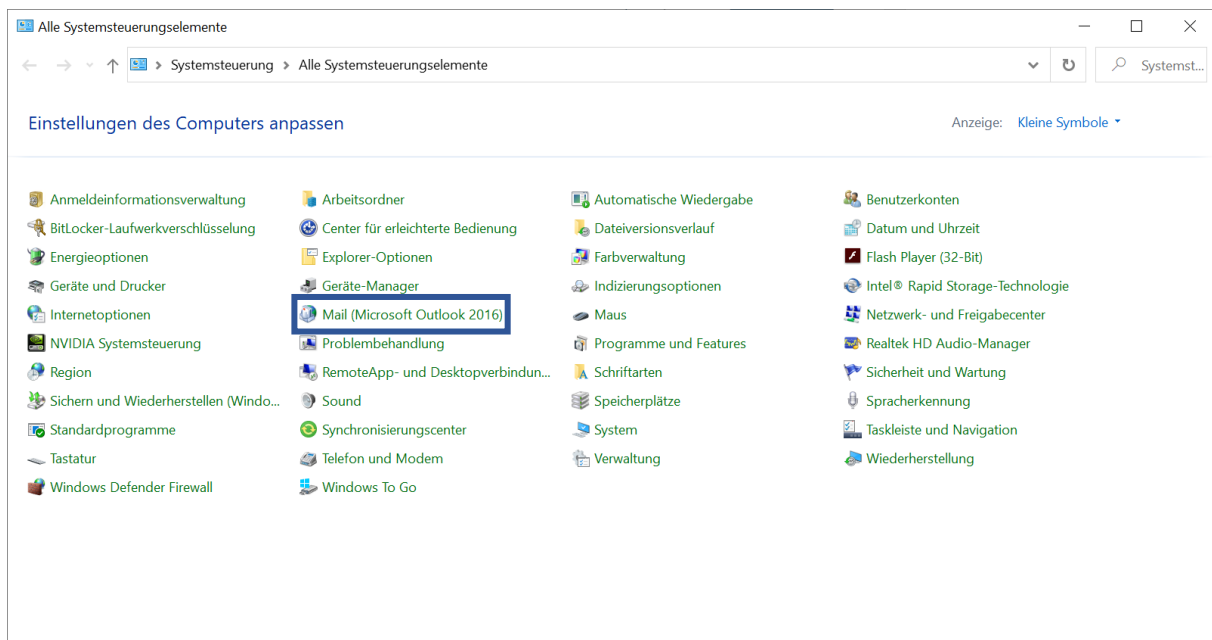 Alle Systemsteuerungselemente
Systemsteuerung > Alle Systemsteuerungselemente
Systemst...
Einstellungen des Computers anpassen
Anzeige: Kleine Symbole
Anmeldeinformationsverwaltung
Arbeitsordner
Automatische Wiedergabe
Benutzerkonten
BitLocker-Laufwerkverschlüsselung
Center für erleichterte Bedienung
Dateiversionsverlauf
Datum und Uhrzeit
Energieoptionen
Explorer-Optionen
Farbverwaltung
Flash Player (32-Bit)
Geräte und Drucker
Geräte-Manager
Indizierungsoptionen
Intel® Rapid Storage-Technologie
Internetoptionen
Mail (Microsoft Outlook 2016)
Maus
Netzwerk- und Freigabecenter
NVIDIA Systemsteuerung
Problembehandlung
Programme und Features
Realtek HD Audio-Manager
Region
RemoteApp- und Desktopverbindun...
Schriftarten
Sicherheit und Wartung
Sichern und Wiederherstellen (Windo...
Sound
Speicherplätze
Spracherkennung
Standardprogramme
Synchronisierungscenter
System
Taskleiste und Navigation
Tastatur
Telefon und Modem
Verwaltung
Wiederherstellung
Windows Defender Firewall
Windows To Go